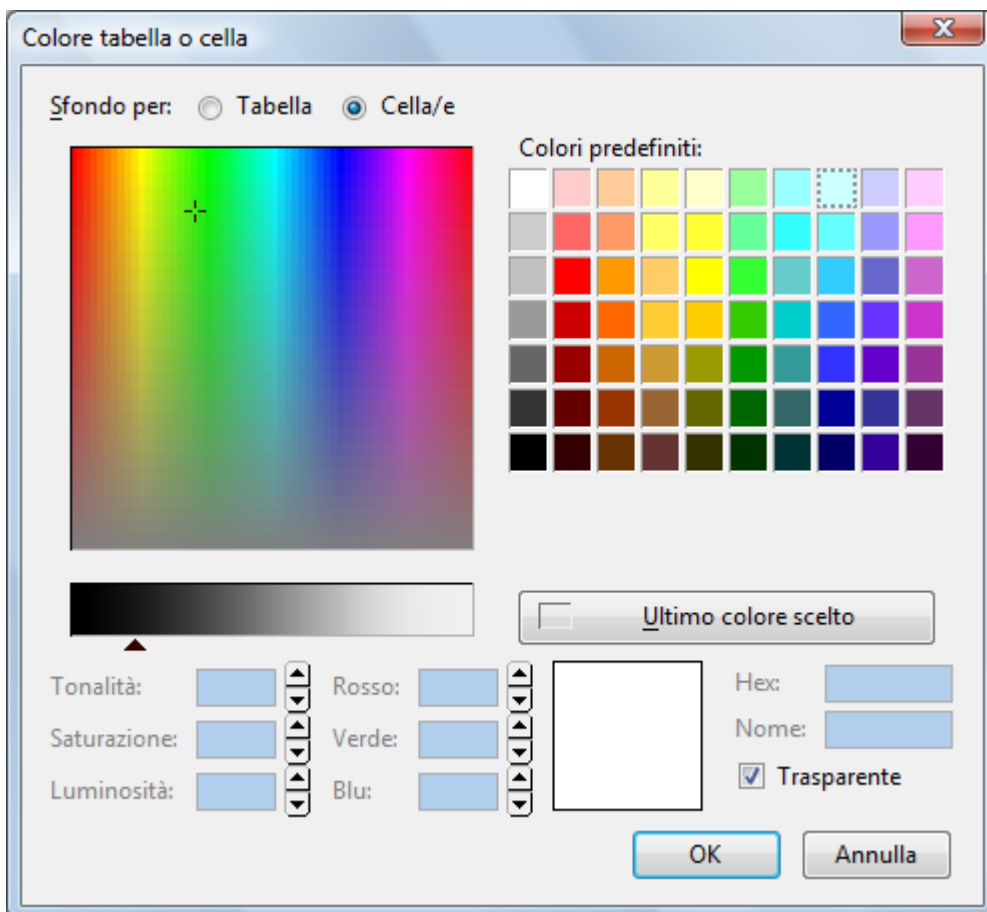 Colore tabella o cella
Sfondo per: Tabella Cella/e
Colori predefiniti:
Ultimo colore scelto
Tonalità: Rosso: Hex:
Saturazione: Verde: Nome:
Luminosità: Blu: Trasparente
OK Annulla